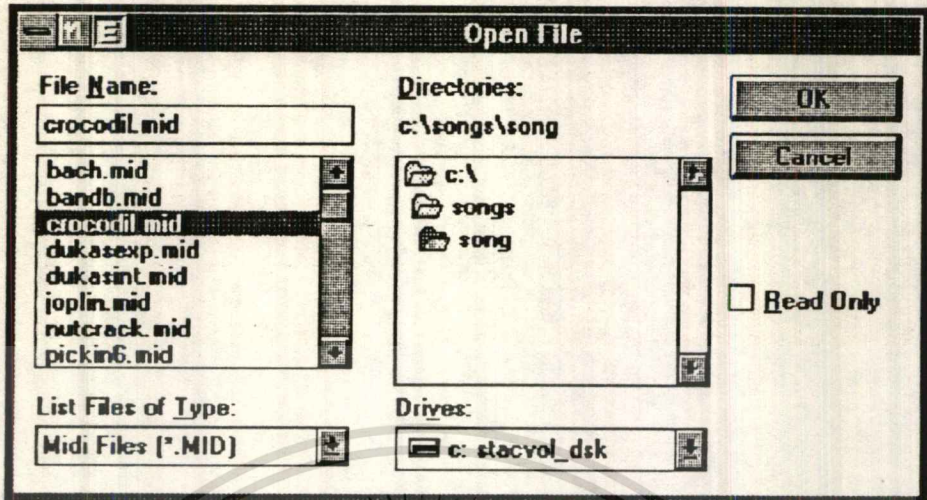 Open File
File Name:
crocodil.mid
bach.mid
bandb.mid
crocodil.mid
dukasexp.mid
dukasint.mid
joplin.mid
nutcrack.mid
pickin6.mid
List Files of Type:
Midi Files (*.MID)
Directories:
c:\songs\song
c:\
songs
song
Drives:
c: stacvol_dsk
OK
Cancel
Read Only